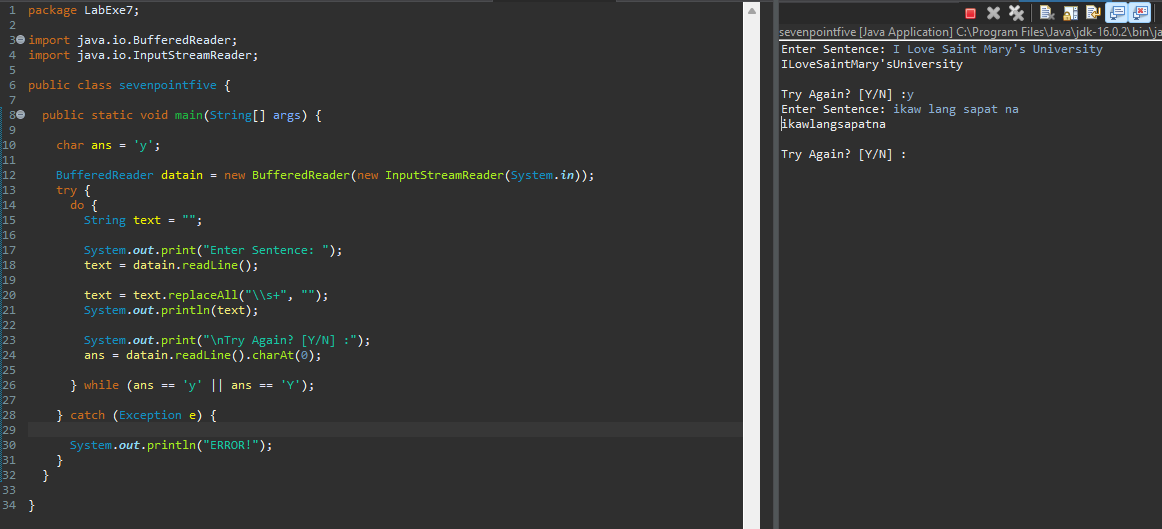 1 package LabExe7;
2
3 import java.io.BufferedReader;
4 import java.io.InputStreamReader;
5
6 public class sevenpointfive {
7
8 public static void main(String[] args) {
9
10 char ans = 'y';
11
12 BufferedReader datain = new BufferedReader(new InputStreamReader(System.in));
13 try {
14 do {
15 String text = "";
16
17 System.out.print("Enter Sentence: ");
18 text = datain.readLine();
19
20 text = text.replaceAll("\\s+", "");
21 System.out.println(text);
22
23 System.out.print("\nTry Again? [Y/N] :");
24 ans = datain.readLine().charAt(0);
25
26 } while (ans == 'y' || ans == 'Y');
27
28 } catch (Exception e) {
29
30 System.out.println("ERROR!");
31 }
32 }
33
34 }
sevenpointfive [Java Application] C:\Program Files\Java\jdk-16.0.2\bin\ja
Enter Sentence: I Love Saint Mary's University
ILoveSaintMary'sUniversity
Try Again? [Y/N] :y
Enter Sentence: ikaw lang sapat na
ikawlangsapatna
Try Again? [Y/N] :